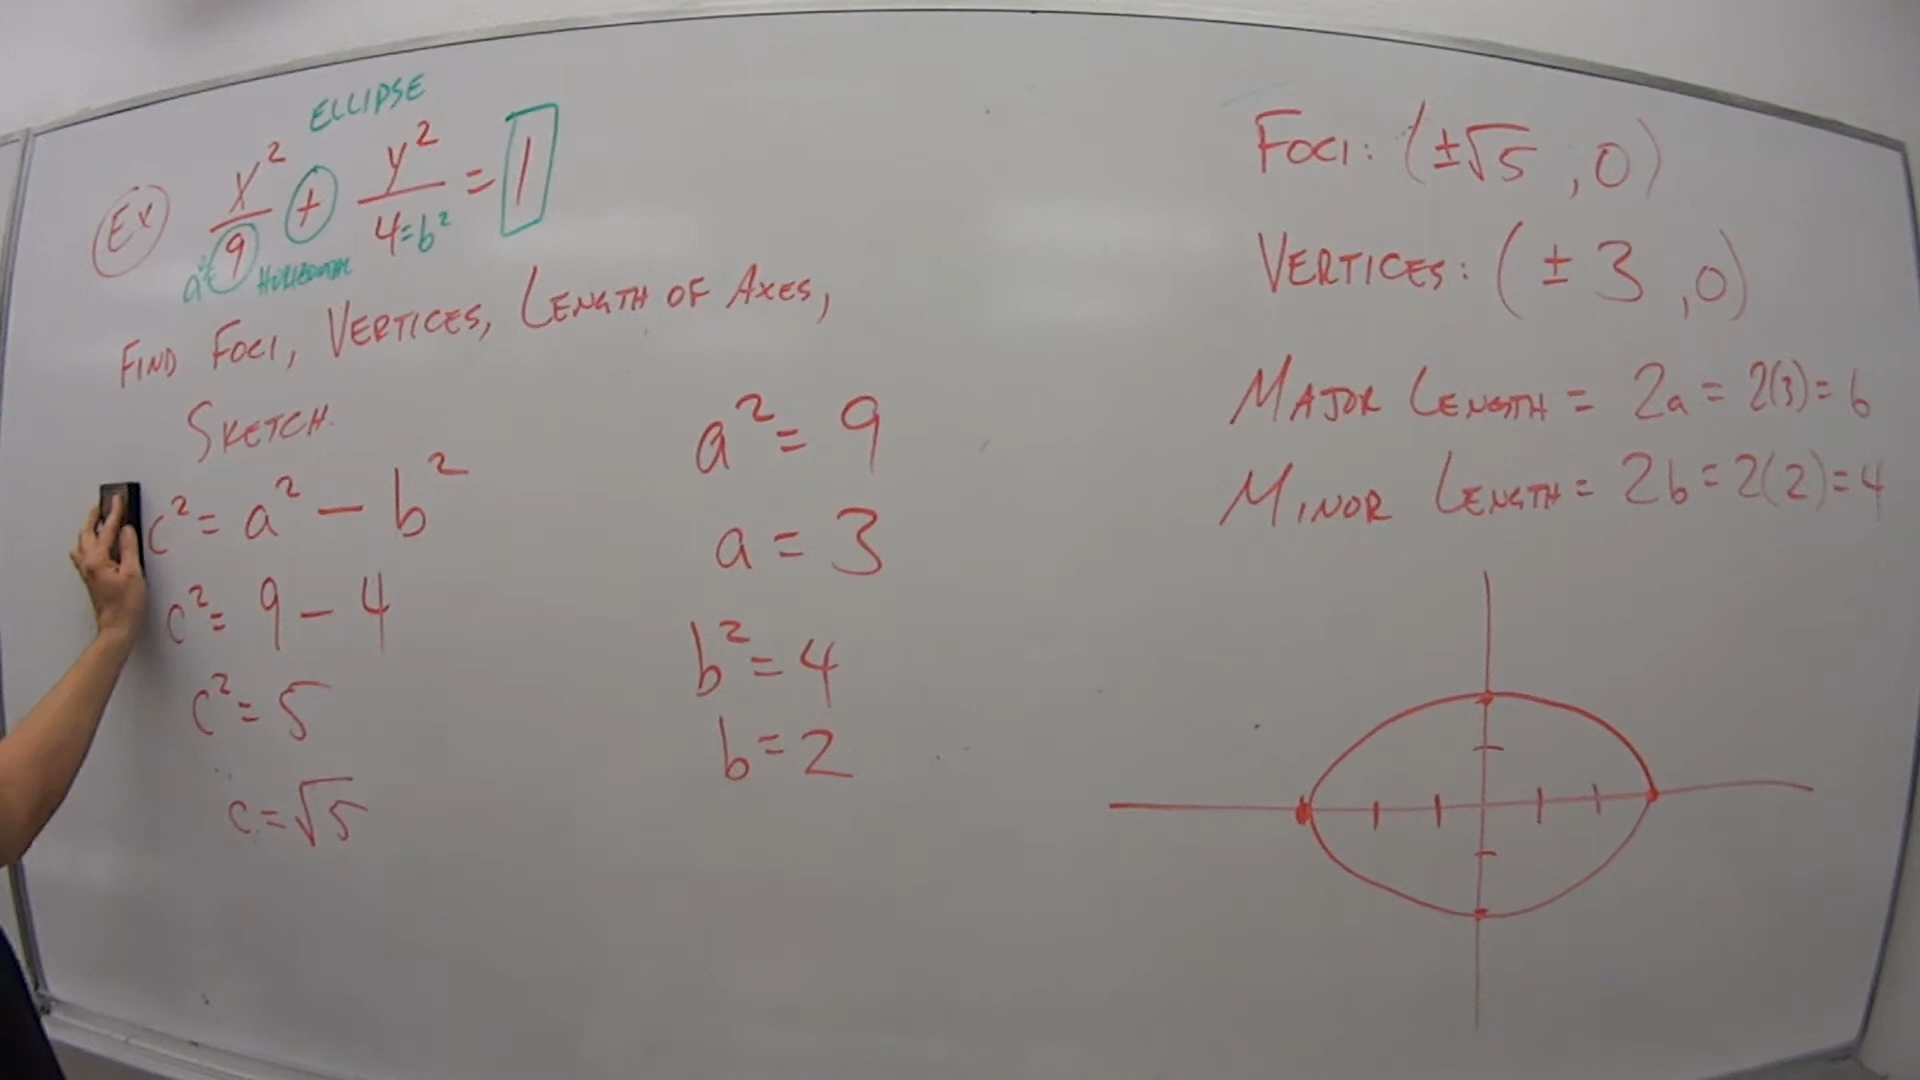 ELLIPSE
Ex x²/9 + y²/4=b² = 1
a²= HORIZONTAL
FIND FOCI, VERTICES, LENGTH OF AXES,
SKETCH.
c² = a² − b²
c² = 9 − 4
c² = 5
c = √5
a² = 9
a = 3
b² = 4
b = 2
FOCI: (±√5, 0)
VERTICES: (±3, 0)
MAJOR LENGTH = 2a = 2(3) = 6
MINOR LENGTH = 2b = 2(2) = 4